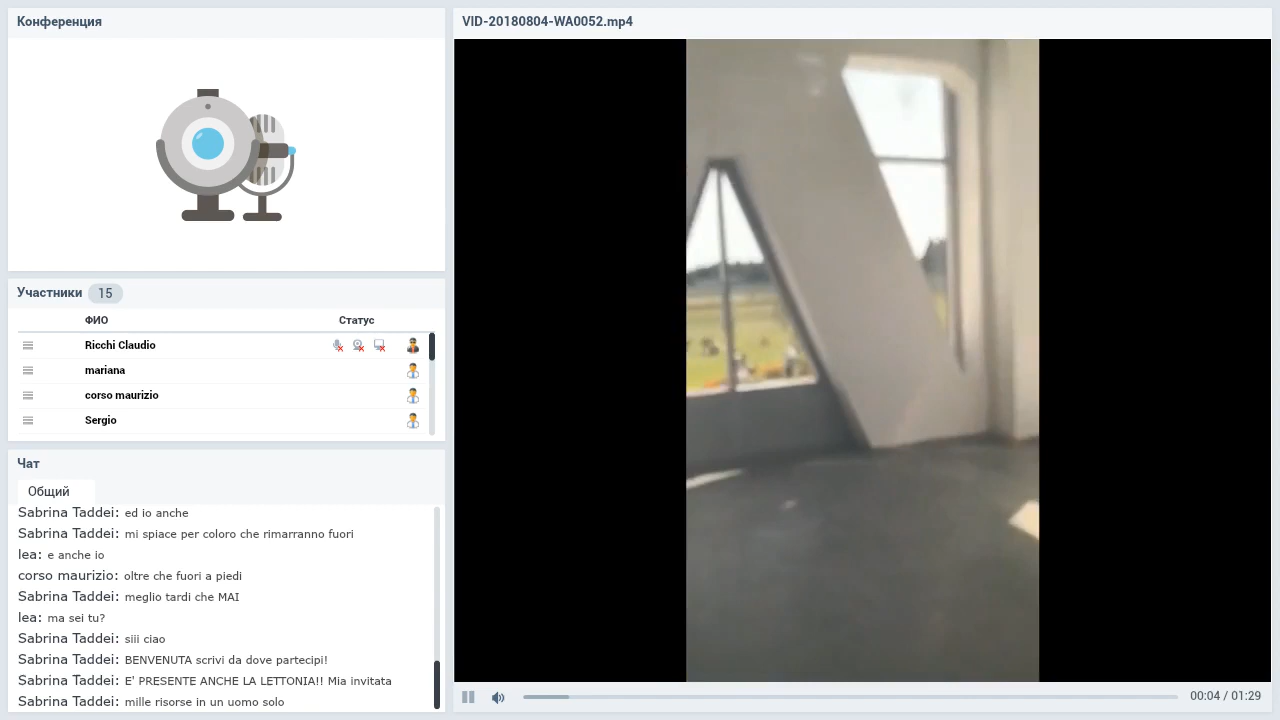 Конференция
VID-20180804-WA0052.mp4
Участники 15
ФИО Статус
Ricchi Claudio
mariana
corso maurizio
Sergio
Чат
Общий
Sabrina Taddei: ed io anche
Sabrina Taddei: mi spiace per coloro che rimarranno fuori
lea: e anche io
corso maurizio: oltre che fuori a piedi
Sabrina Taddei: meglio tardi che MAI
lea: ma sei tu?
Sabrina Taddei: siii ciao
Sabrina Taddei: BENVENUTA scrivi da dove partecipi!
Sabrina Taddei: E' PRESENTE ANCHE LA LETTONIA!! Mia invitata
Sabrina Taddei: mille risorse in un uomo solo
00:04 / 01:29